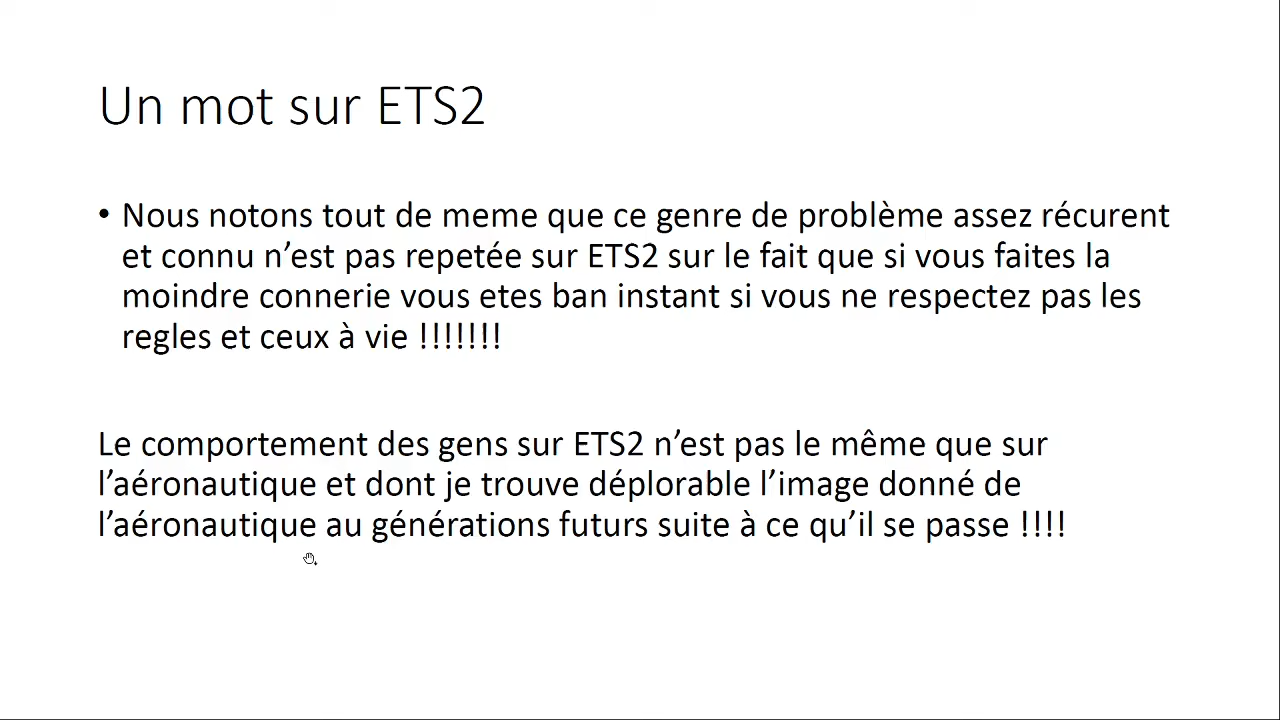 Un mot sur ETS2
• Nous notons tout de meme que ce genre de problème assez récurent
et connu n’est pas repetée sur ETS2 sur le fait que si vous faites la
moindre connerie vous etes ban instant si vous ne respectez pas les
regles et ceux à vie !!!!!!!
Le comportement des gens sur ETS2 n’est pas le même que sur
l’aéronautique et dont je trouve déplorable l’image donné de
l’aéronautique au générations futurs suite à ce qu’il se passe !!!!